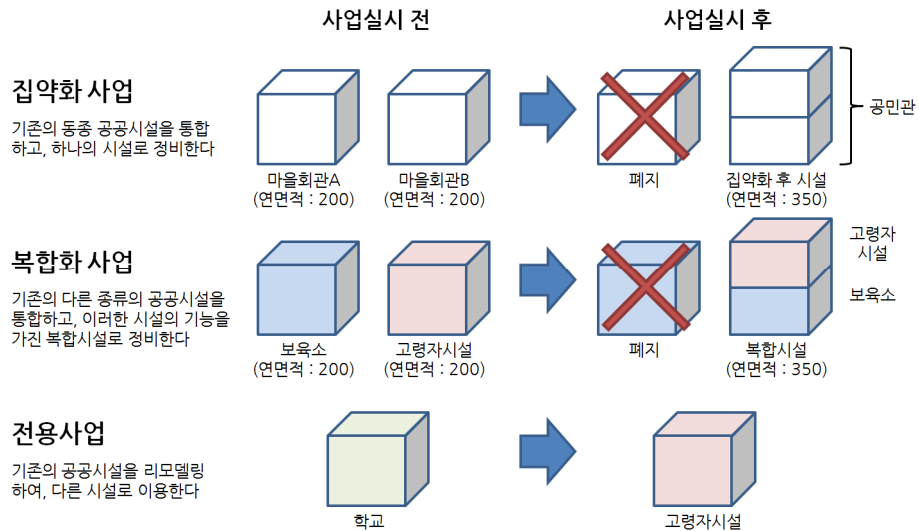 사업실시 전
사업실시 후
집약화 사업
기존의 동종 공공시설을 통합
하고, 하나의 시설로 정비한다
마을회관A
(연면적 : 200)
마을회관B
(연면적 : 200)
폐지
집약화 후 시설
(연면적 : 350)
공민관
복합화 사업
기존의 다른 종류의 공공시설을
통합하고, 이러한 시설의 기능을
가진 복합시설로 정비한다
보육소
(연면적 : 200)
고령자시설
(연면적 : 200)
폐지
복합시설
(연면적 : 350)
고령자
시설
보육소
전용사업
기존의 공공시설을 리모델링
하여, 다른 시설로 이용한다
학교
고령자시설